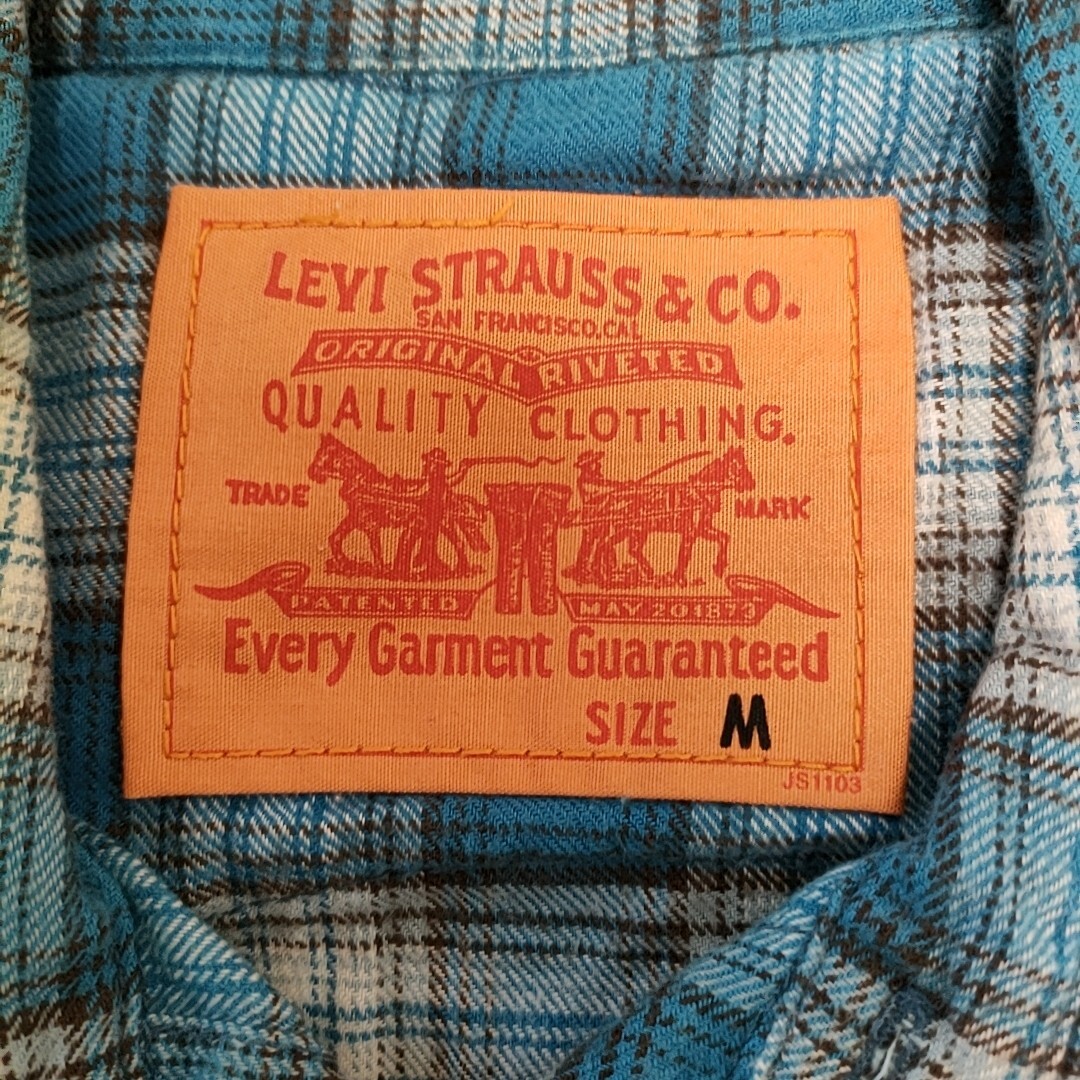 LEVI STRAUSS & CO.
SAN FRANCISCO.CAL
ORIGINAL RIVETED
QUALITY CLOTHING.
TRADE MARK
PATENTED MAY 20 1873
Every Garment Guaranteed
SIZE M
JS1103